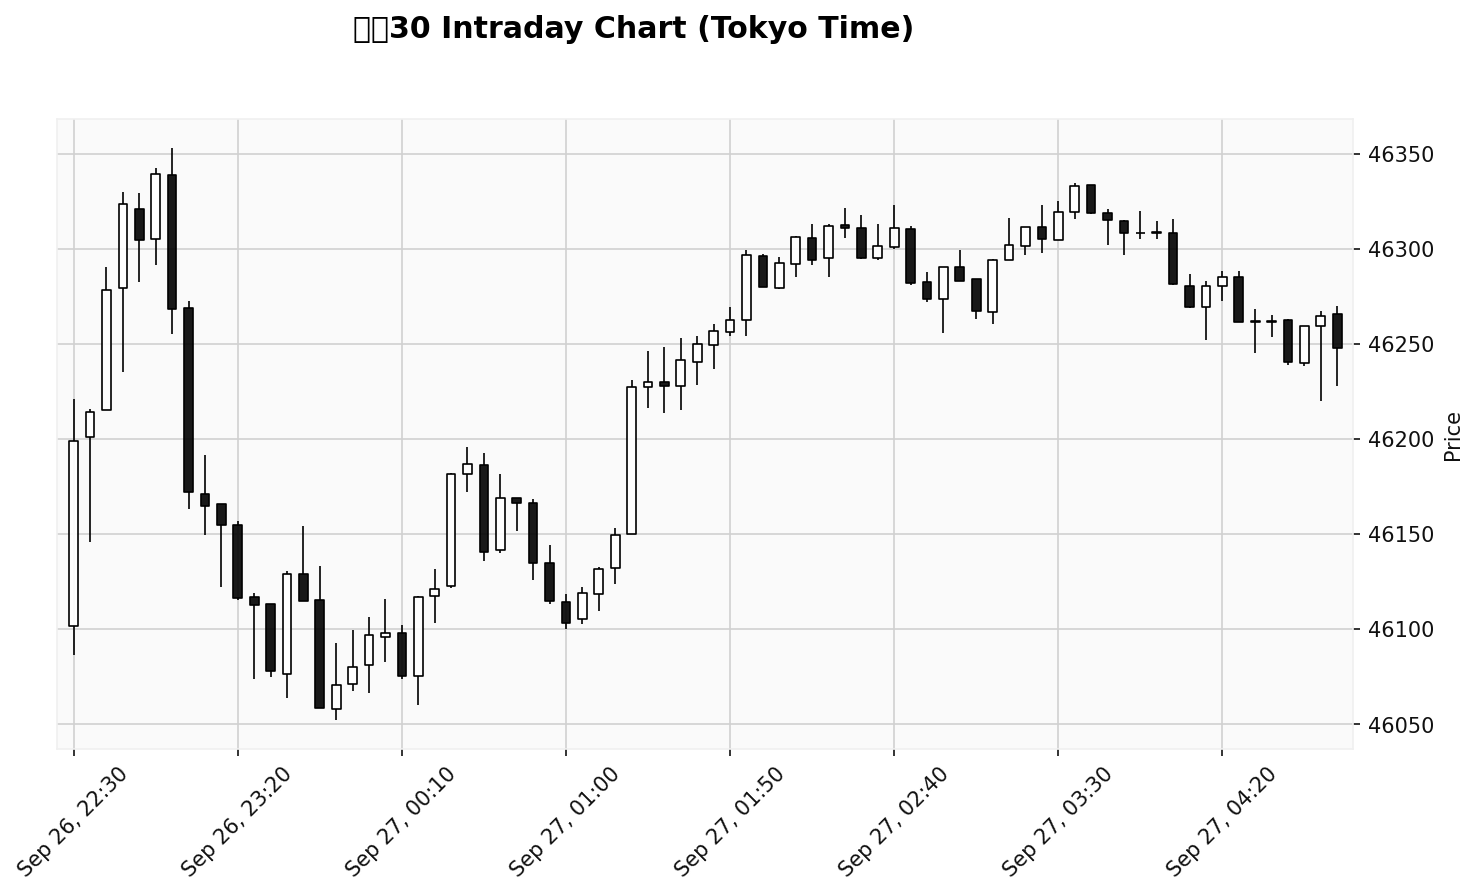 30 Intraday Chart (Tokyo Time)
46350
46300
46250
46200
46150
46100
46050
Price
Sep 26, 22:30
Sep 26, 23:20
Sep 27, 00:10
Sep 27, 01:00
Sep 27, 01:50
Sep 27, 02:40
Sep 27, 03:30
Sep 27, 04:20